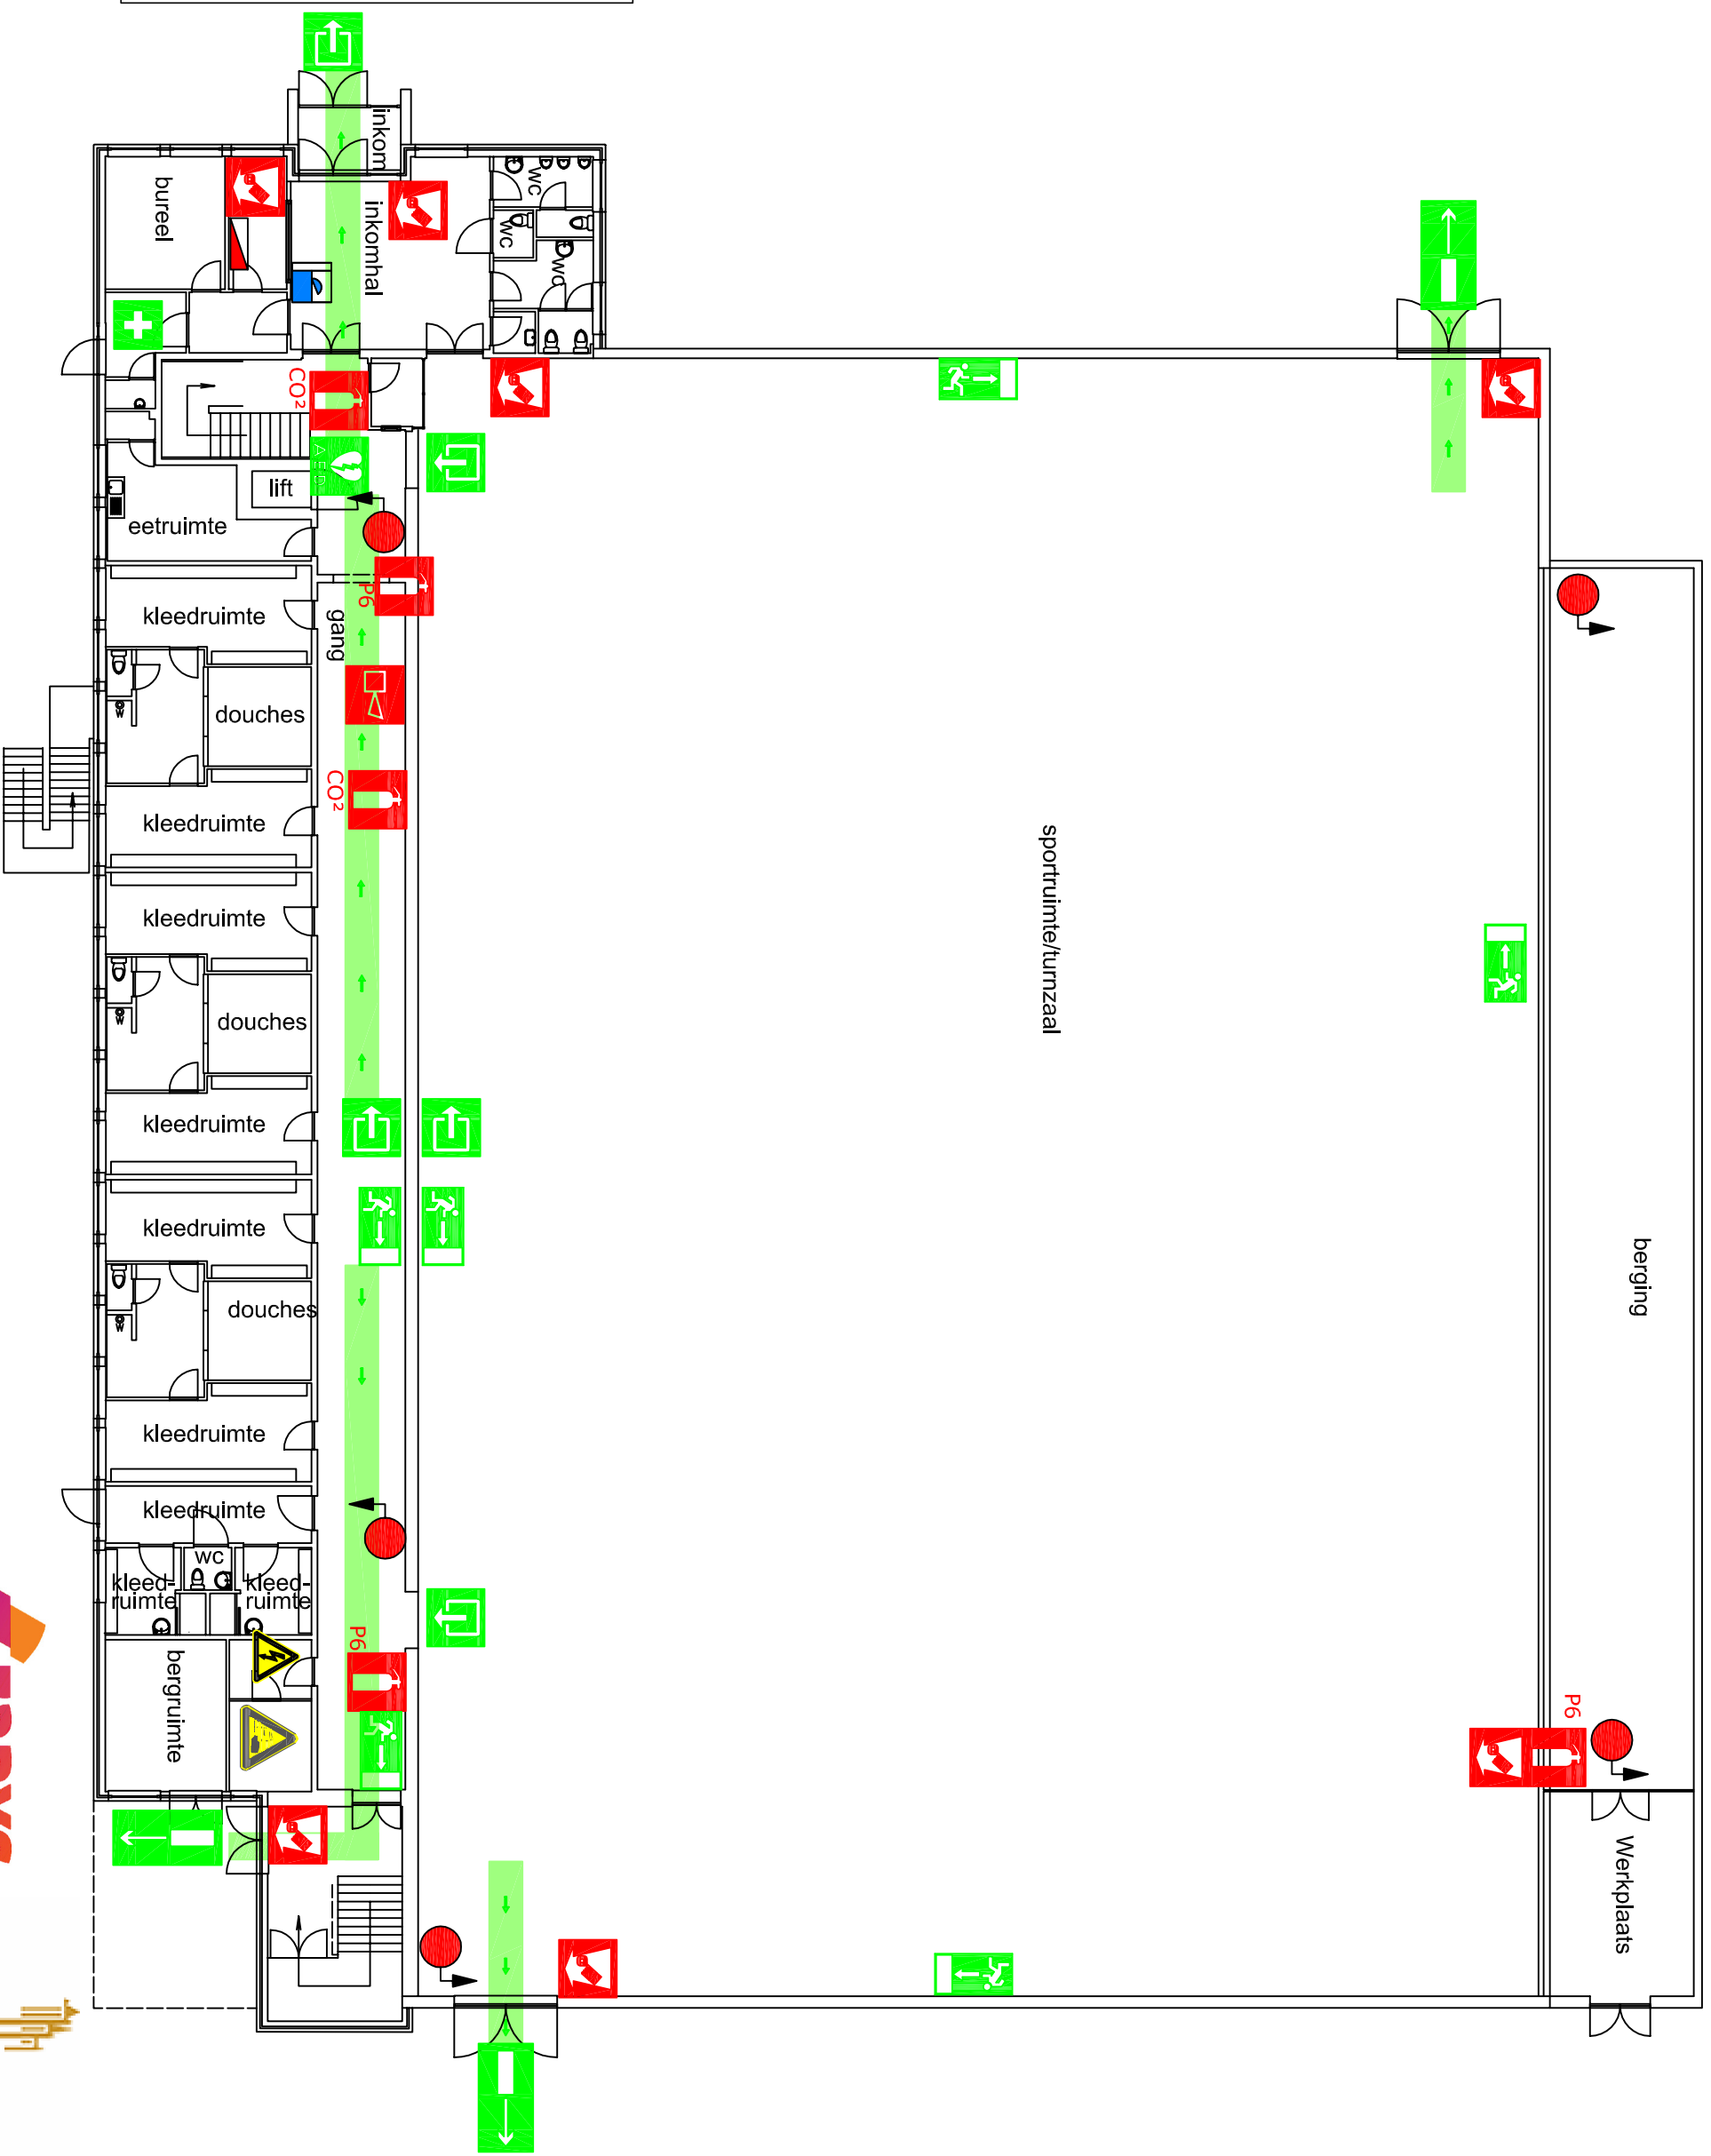 inkom
bureel
inkomhal
wc
wc
wc
CO²
AED
lift
eetruimte
P6
gang
kleedruimte
douches
CO²
kleedruimte
sportruimte/turnzaal
kleedruimte
douches
kleedruimte
kleedruimte
berging
douches
kleedruimte
kleedruimte
wc
kleed-
ruimte
kleed-
ruimte
P6
bergruimte
P6
Werkplaats